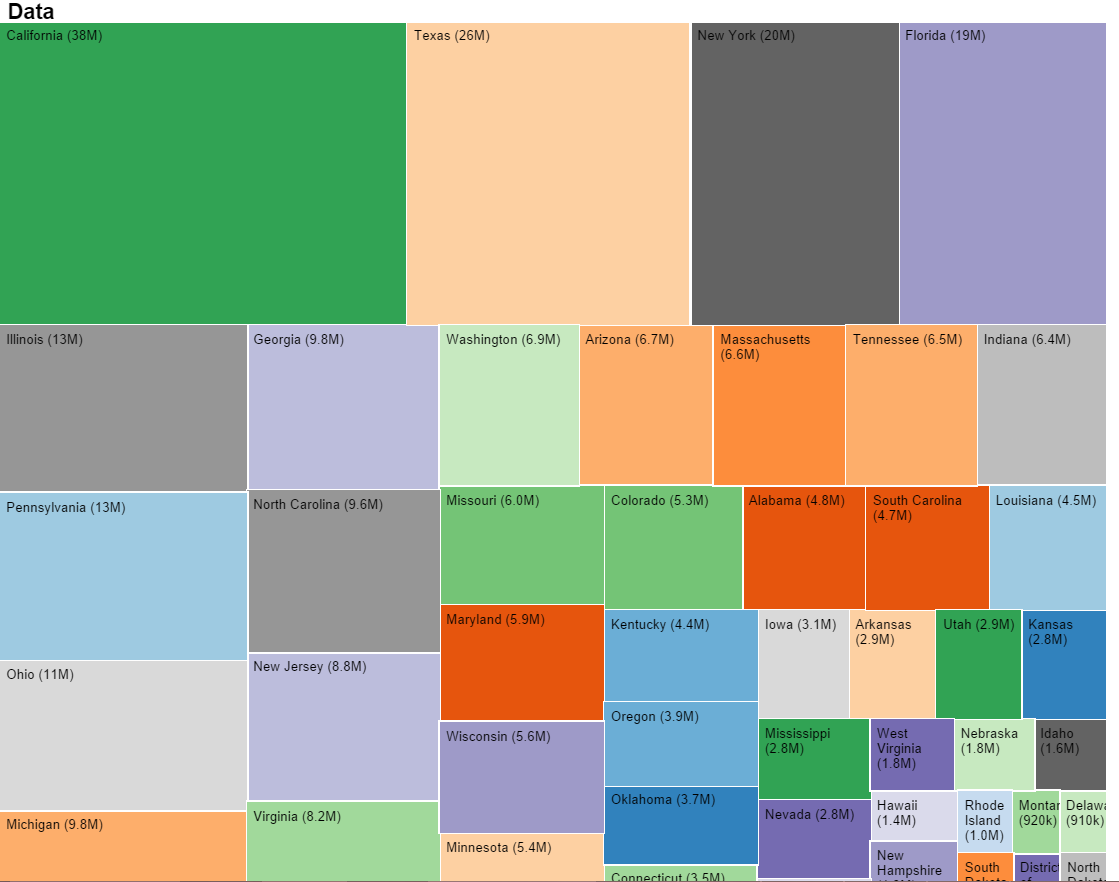 Data
California (38M)
Texas (26M)
New York (20M)
Florida (19M)
Illinois (13M)
Georgia (9.8M)
Washington (6.9M)
Arizona (6.7M)
Massachusetts
(6.6M)
Tennessee (6.5M)
Indiana (6.4M)
Pennsylvania (13M)
North Carolina (9.6M)
Missouri (6.0M)
Colorado (5.3M)
Alabama (4.8M)
South Carolina
(4.7M)
Louisiana (4.5M)
Maryland (5.9M)
Kentucky (4.4M)
Iowa (3.1M)
Arkansas
(2.9M)
Utah (2.9M)
Kansas
(2.8M)
Ohio (11M)
New Jersey (8.8M)
Oregon (3.9M)
Wisconsin (5.6M)
Mississippi
(2.8M)
West
Virginia
(1.8M)
Nebraska
(1.8M)
Idaho
(1.6M)
Oklahoma (3.7M)
Nevada (2.8M)
Hawaii
(1.4M)
Rhode
Island
(1.0M)
Montar
(920k)
Delawa
(910k)
Michigan (9.8M)
Virginia (8.2M)
Minnesota (5.4M)
Connecticut (3.5M)
New
Hampshire
South
Dakota
District
of
North
Dakota